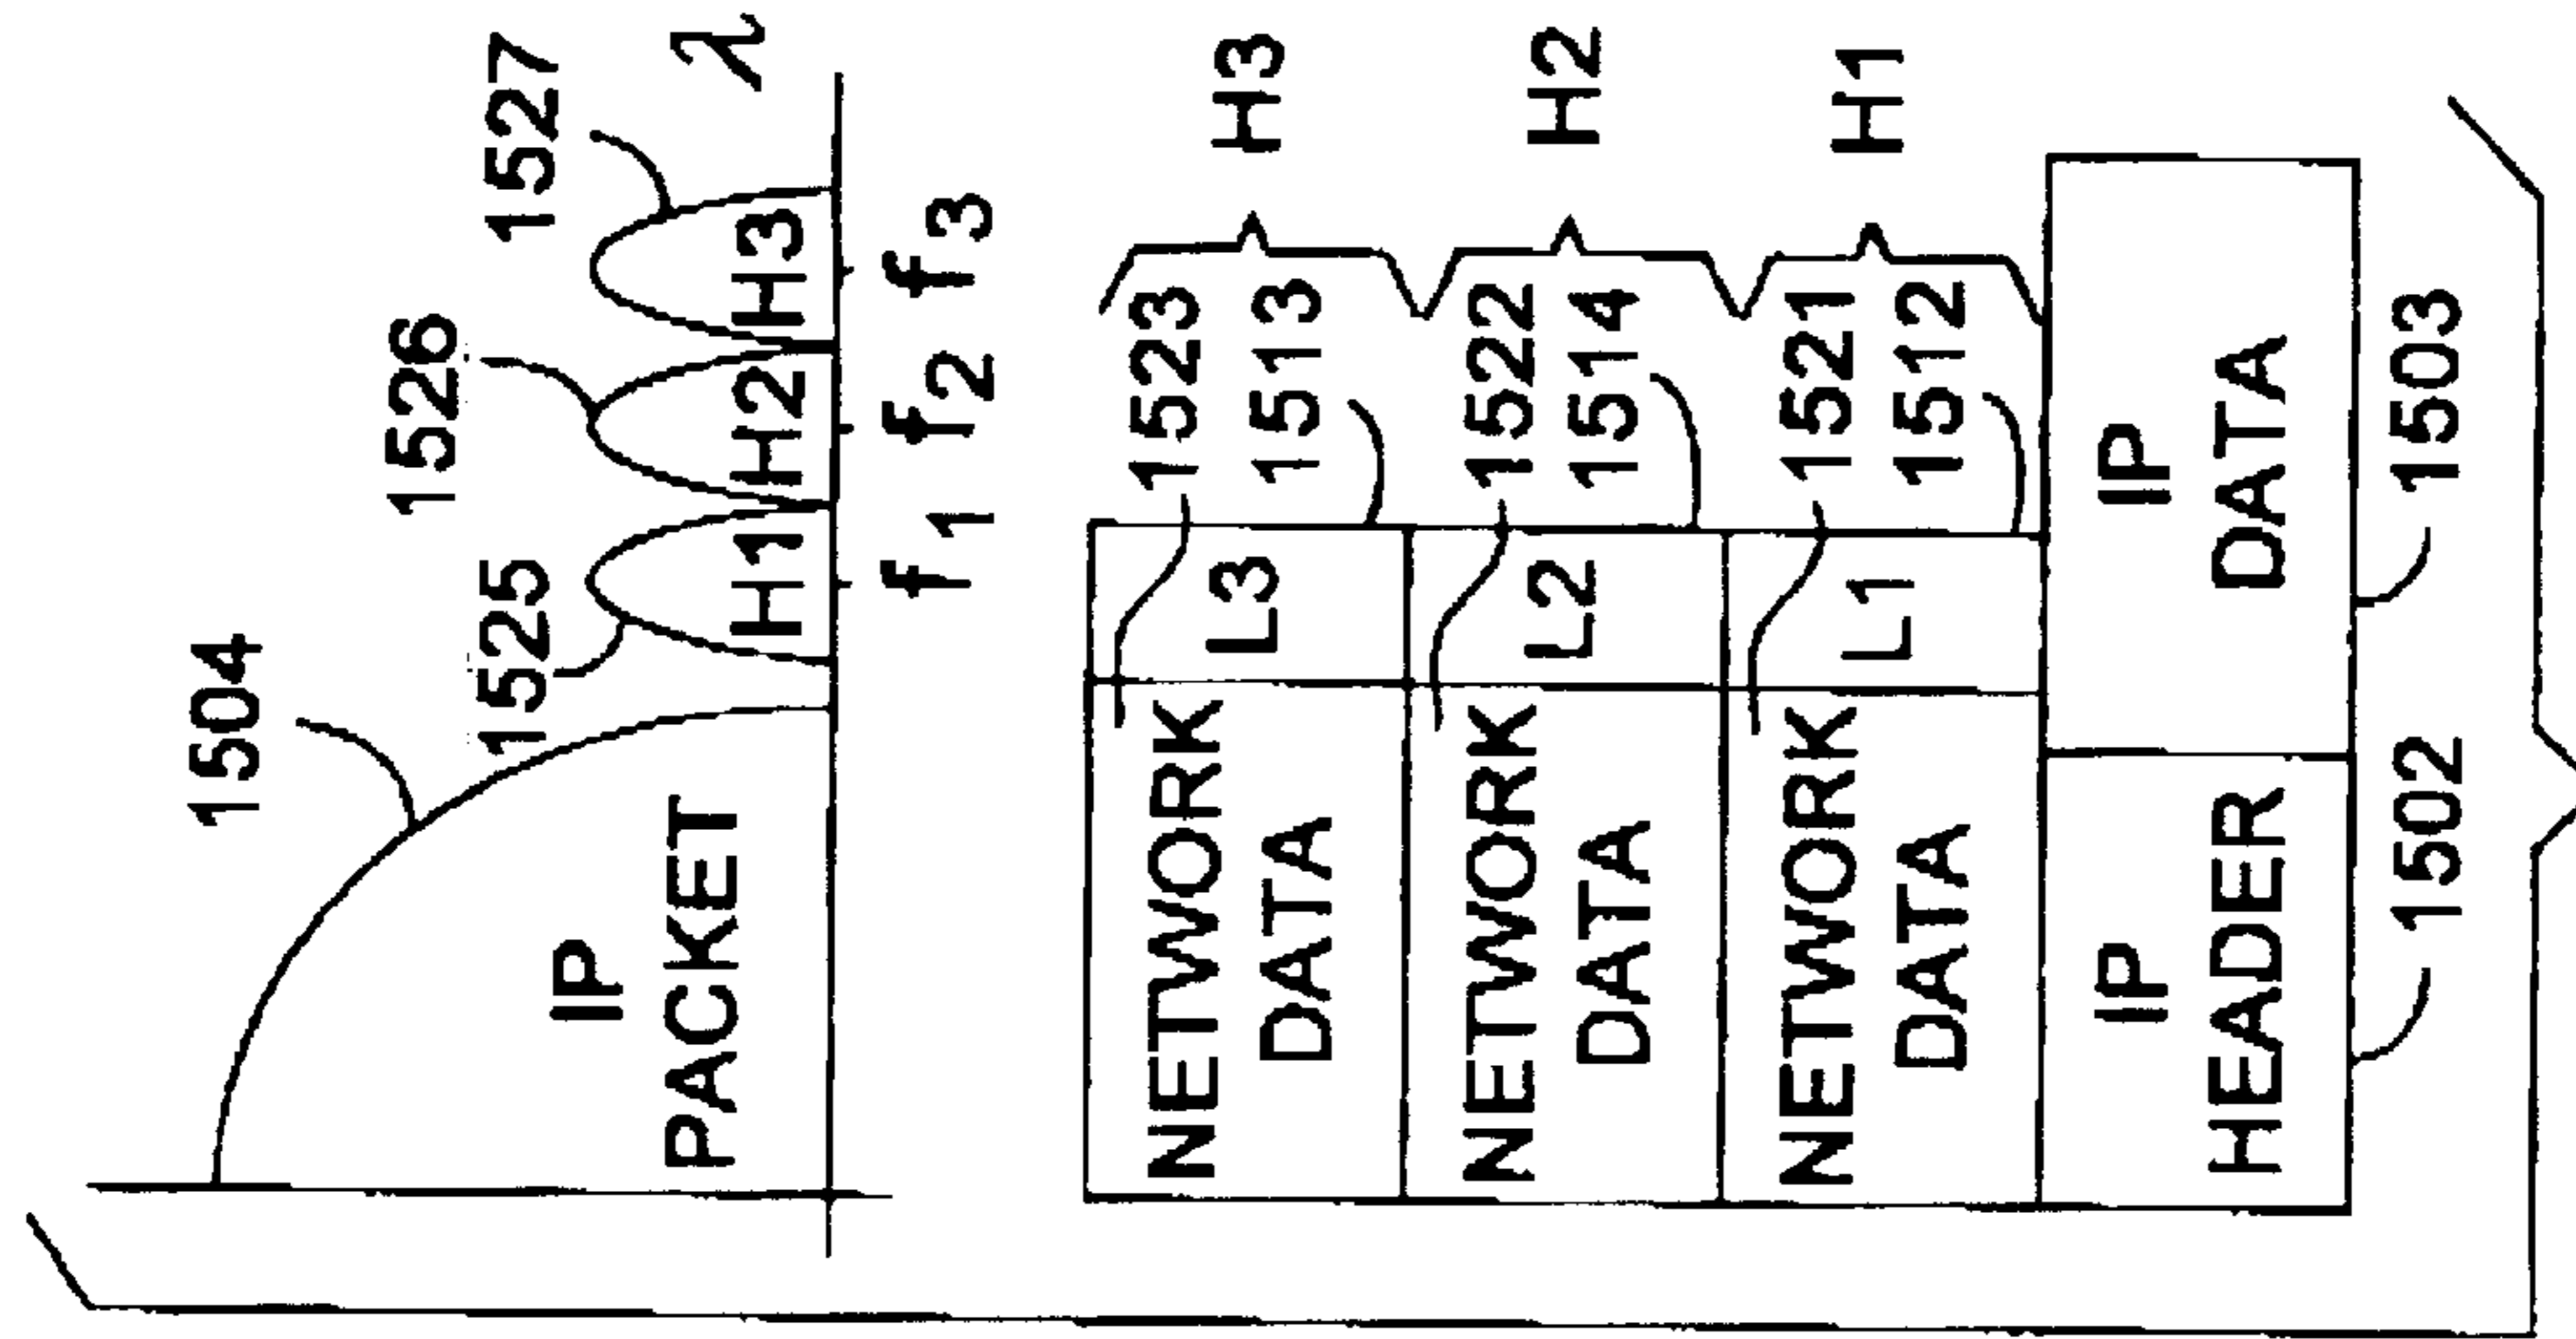 1504
1526
1525
1527
IP
PACKET
λ
H1 H2 H3
f1 f2 f3
NETWORK
DATA
L3
1523
1513
H3
NETWORK
DATA
L2
1522
1514
H2
NETWORK
DATA
L1
1521
1512
H1
IP
HEADER
IP
DATA
1502
1503